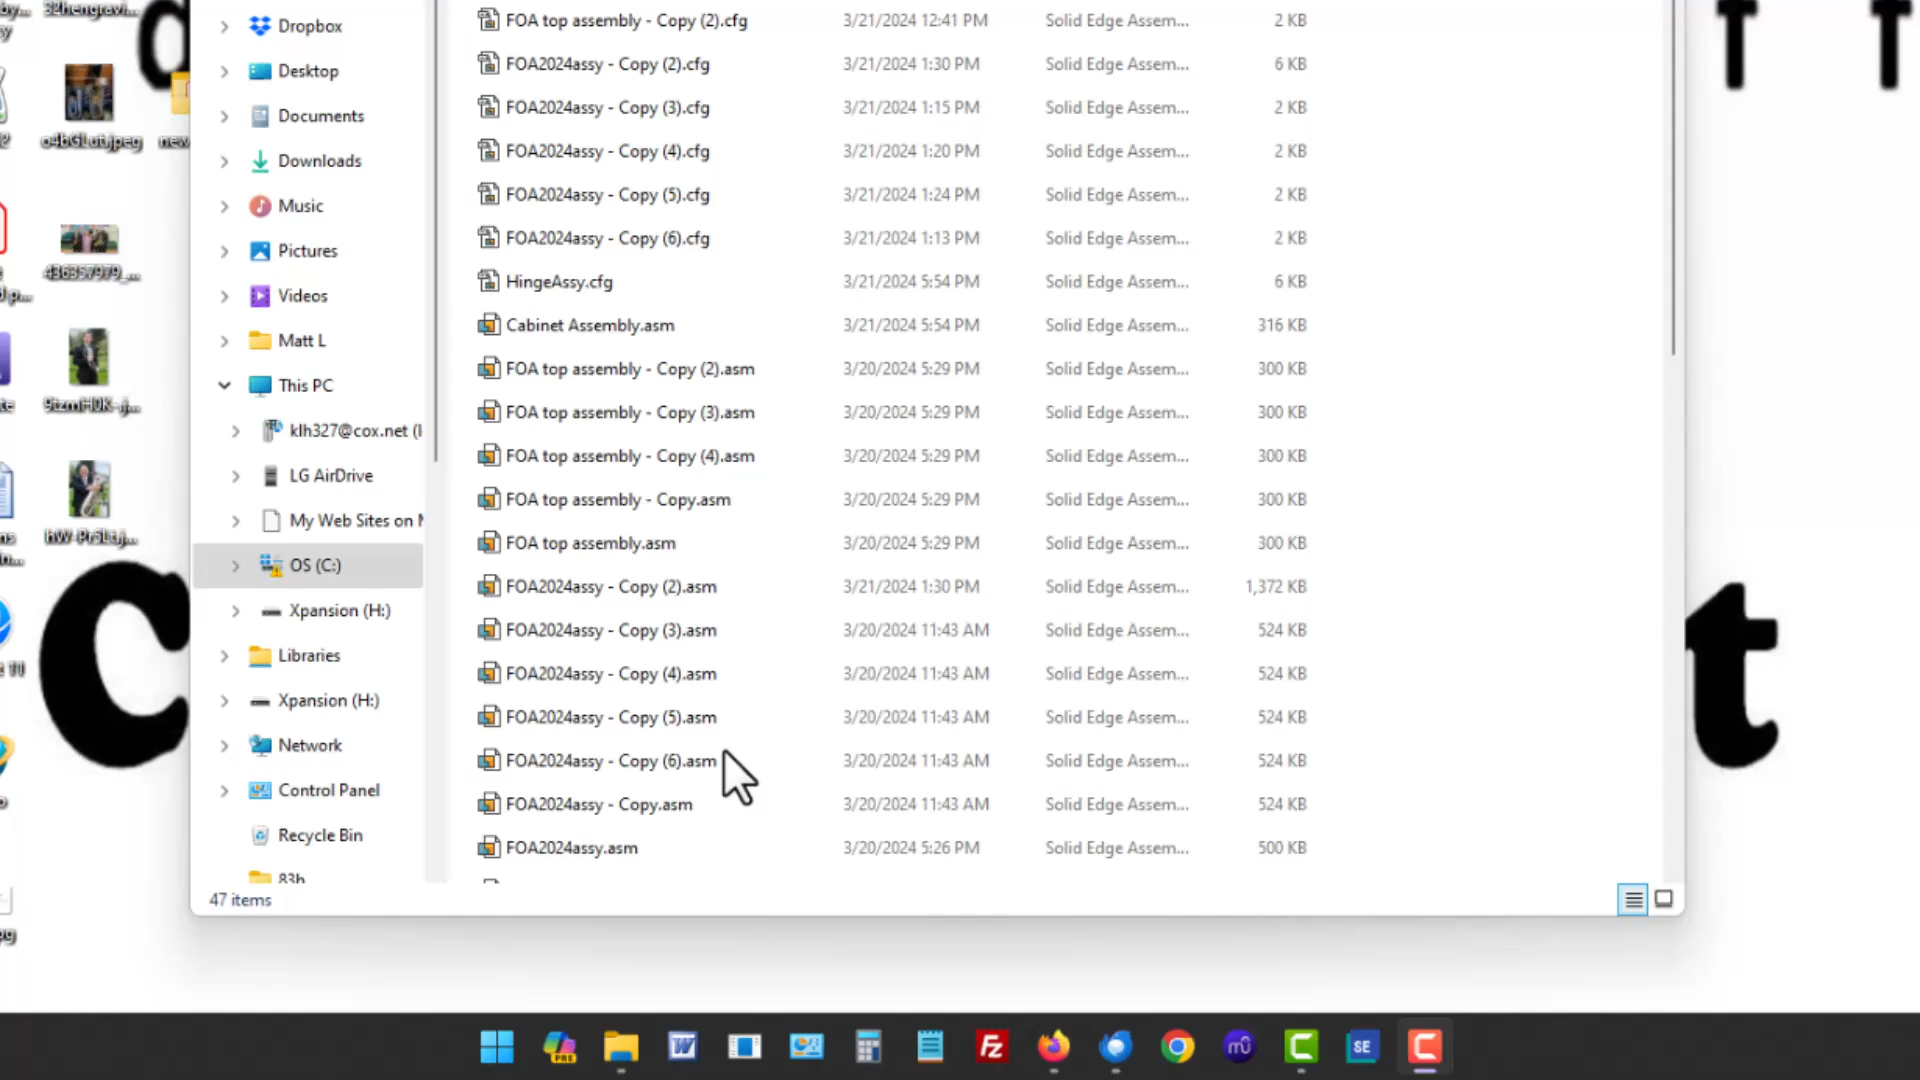 Dropbox
Desktop
Documents
Downloads
Music
Pictures
Videos
Matt L
This PC
klh327@cox.net (
LG AirDrive
My Web Sites on
OS (C:)
Xpansion (H:)
Libraries
Xpansion (H:)
Network
Control Panel
Recycle Bin
83h
FOA top assembly - Copy (2).cfg 3/21/2024 12:41 PM Solid Edge Assem... 2 KB
FOA2024assy - Copy (2).cfg 3/21/2024 1:30 PM Solid Edge Assem... 6 KB
FOA2024assy - Copy (3).cfg 3/21/2024 1:15 PM Solid Edge Assem... 2 KB
FOA2024assy - Copy (4).cfg 3/21/2024 1:20 PM Solid Edge Assem... 2 KB
FOA2024assy - Copy (5).cfg 3/21/2024 1:24 PM Solid Edge Assem... 2 KB
FOA2024assy - Copy (6).cfg 3/21/2024 1:13 PM Solid Edge Assem... 2 KB
HingeAssy.cfg 3/21/2024 5:54 PM Solid Edge Assem... 6 KB
Cabinet Assembly.asm 3/21/2024 5:54 PM Solid Edge Assem... 316 KB
FOA top assembly - Copy (2).asm 3/20/2024 5:29 PM Solid Edge Assem... 300 KB
FOA top assembly - Copy (3).asm 3/20/2024 5:29 PM Solid Edge Assem... 300 KB
FOA top assembly - Copy (4).asm 3/20/2024 5:29 PM Solid Edge Assem... 300 KB
FOA top assembly - Copy.asm 3/20/2024 5:29 PM Solid Edge Assem... 300 KB
FOA top assembly.asm 3/20/2024 5:29 PM Solid Edge Assem... 300 KB
FOA2024assy - Copy (2).asm 3/21/2024 1:30 PM Solid Edge Assem... 1,372 KB
FOA2024assy - Copy (3).asm 3/20/2024 11:43 AM Solid Edge Assem... 524 KB
FOA2024assy - Copy (4).asm 3/20/2024 11:43 AM Solid Edge Assem... 524 KB
FOA2024assy - Copy (5).asm 3/20/2024 11:43 AM Solid Edge Assem... 524 KB
FOA2024assy - Copy (6).asm 3/20/2024 11:43 AM Solid Edge Assem... 524 KB
FOA2024assy - Copy.asm 3/20/2024 11:43 AM Solid Edge Assem... 524 KB
FOA2024assy.asm 3/20/2024 5:26 PM Solid Edge Assem... 500 KB
47 items
o4bGLut.jpeg
new
436357979_...
C
t
PRE
W
Fz
SE